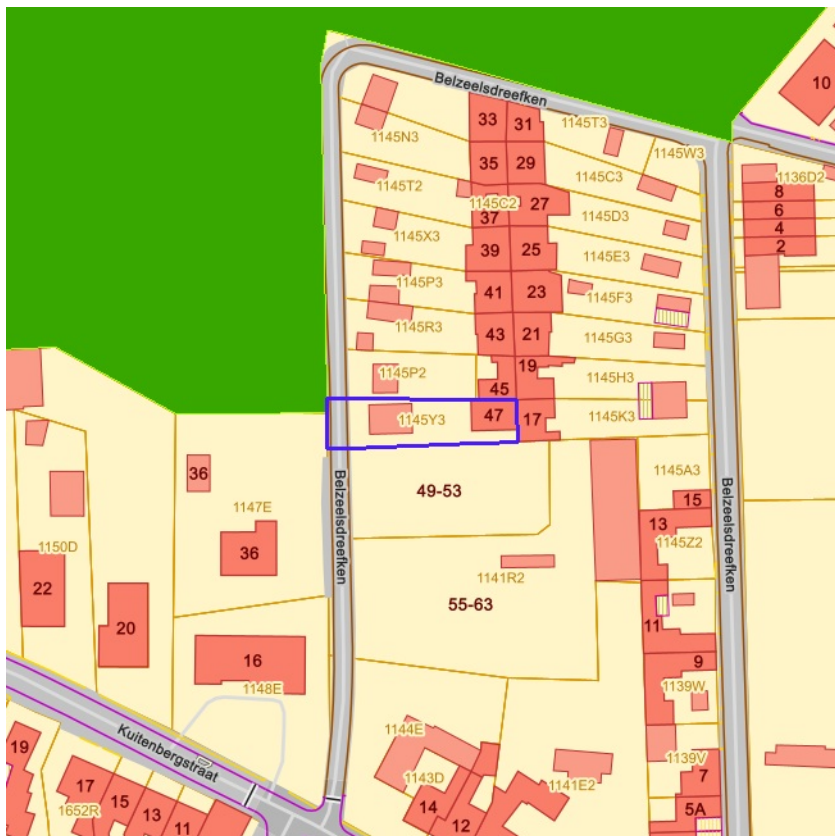 Belzeelsdreefken
10
33
31
1145T3
1145N3
1145W3
35
29
1145C3
1136D2
8
1145T2
1145C2
27
6
37
1145D3
4
1145X3
2
39
25
1145E3
1145P3
41
23
1145F3
1145R3
43
21
1145G3
19
1145P2
45
1145H3
1145Y3
47
17
1145K3
36
1145A3
49-53
15
1147E
Belzeelsdreefken
Belzeelsdreefken
13
1145Z2
1150D
36
22
1141R2
55-63
20
11
16
9
1148E
1139W
1144E
Kuitenbergstraat
19
1139V
1143D
1141E2
7
17
15
14
5A
1652R
13
11
12